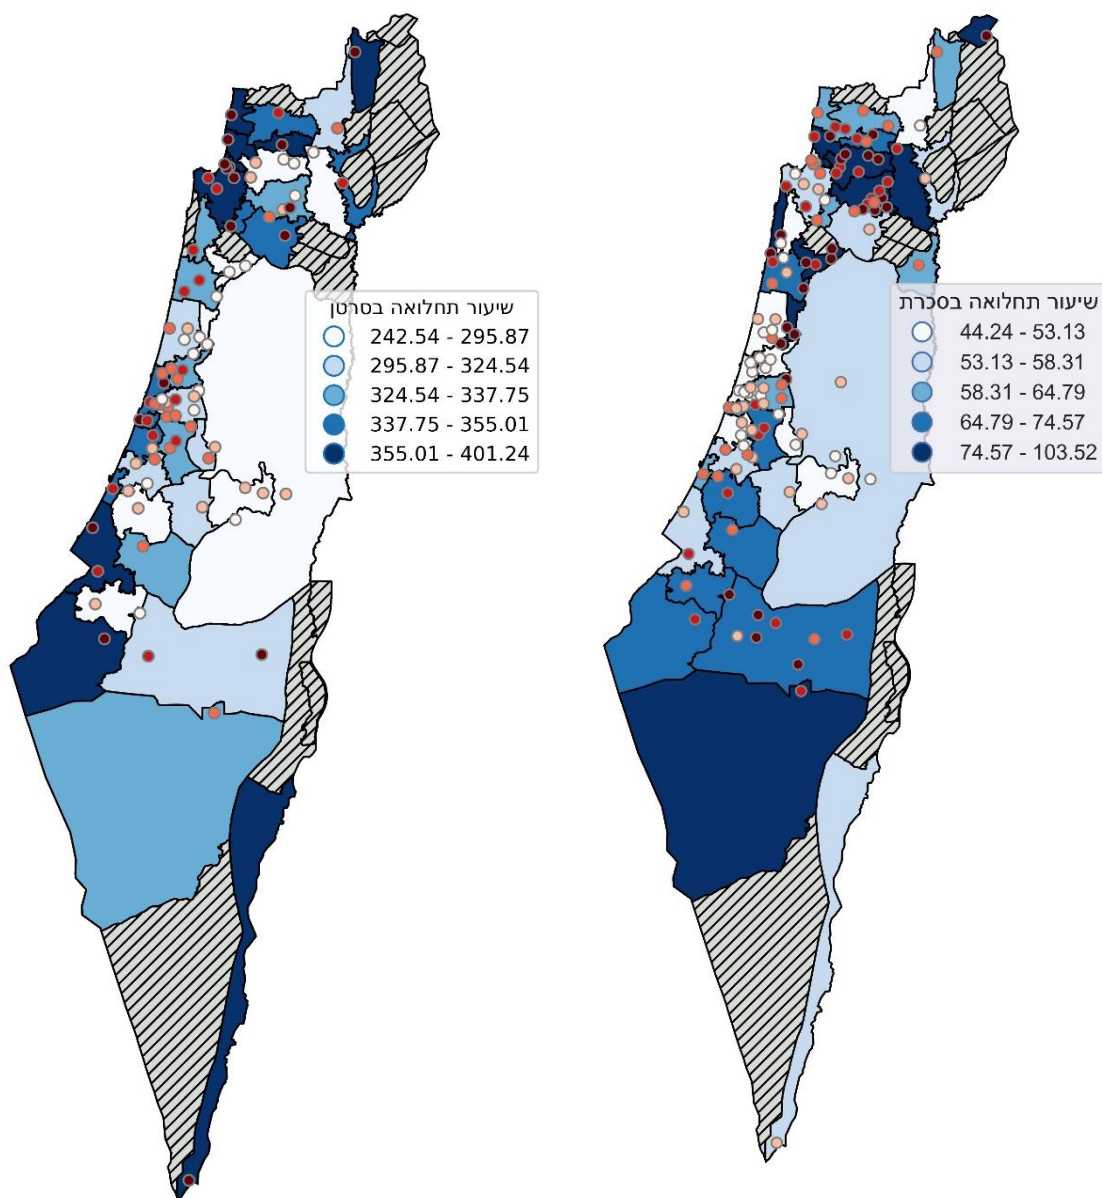 שיעור תחלואה בסרטן
242.54 - 295.87
295.87 - 324.54
324.54 - 337.75
337.75 - 355.01
355.01 - 401.24
שיעור תחלואה בסכרת
44.24 - 53.13
53.13 - 58.31
58.31 - 64.79
64.79 - 74.57
74.57 - 103.52